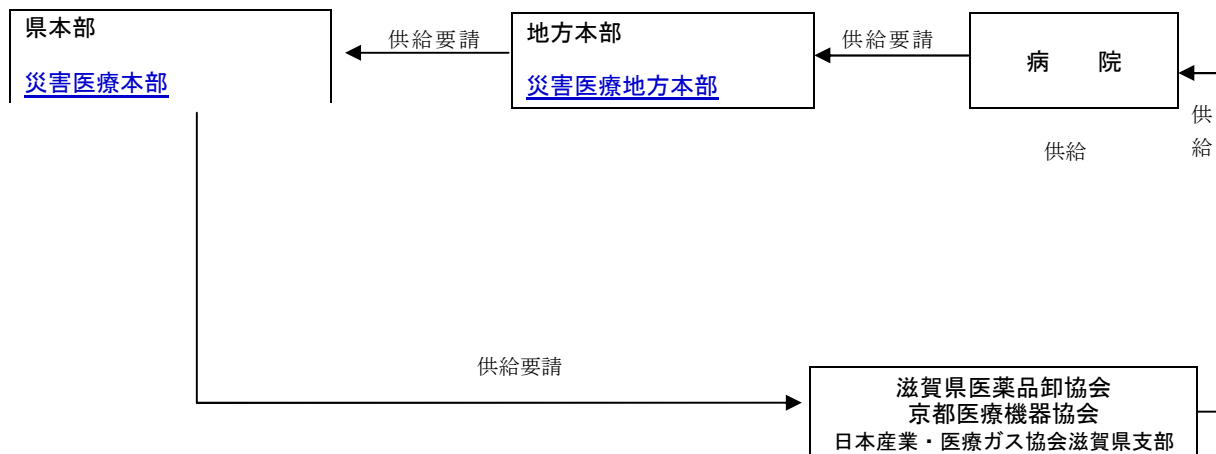 県本部
災害医療本部
供給要請
地方本部
災害医療地方本部
供給要請
病　　院
供給
供
給
供給要請
滋賀県医薬品卸協会
京都医療機器協会
日本産業・医療ガス協会滋賀県支部